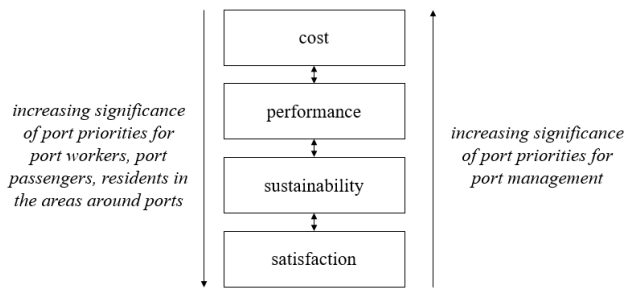 cost
performance
sustainability
satisfaction
increasing significance
of port priorities for
port workers, port
passengers, residents in
the areas around ports
increasing significance
of port priorities for
port management